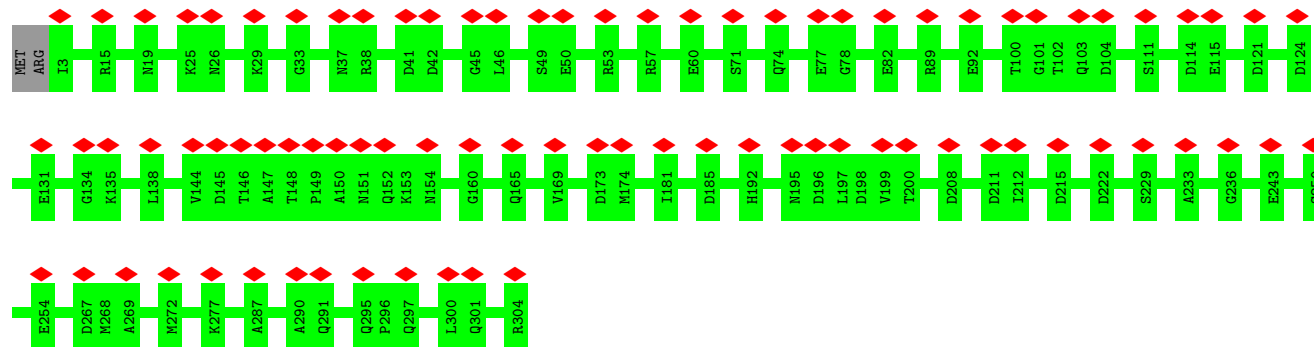 MET ARG I3 R15 N19 K25 N26 K29 G33 N37 R38 D41 D42 G45 L46 S49 E50 R53 R57 E60 S71 Q74 E77 G78 E82 R89 E92 T100 G101 T102 Q103 D104 S111 D114 E115 D121 D124
E131 G134 K135 L138 V144 D145 T146 A147 T148 P149 A150 N151 Q152 K153 N154 G160 Q165 V169 D173 M174 I181 D185 H192 N195 D196 L197 D198 V199 T200 D208 D211 I212 D215 D222 S229 A233 G236 E243
E254 D267 M268 A269 M272 K277 A287 A290 Q291 Q295 P296 Q297 L300 Q301 R304